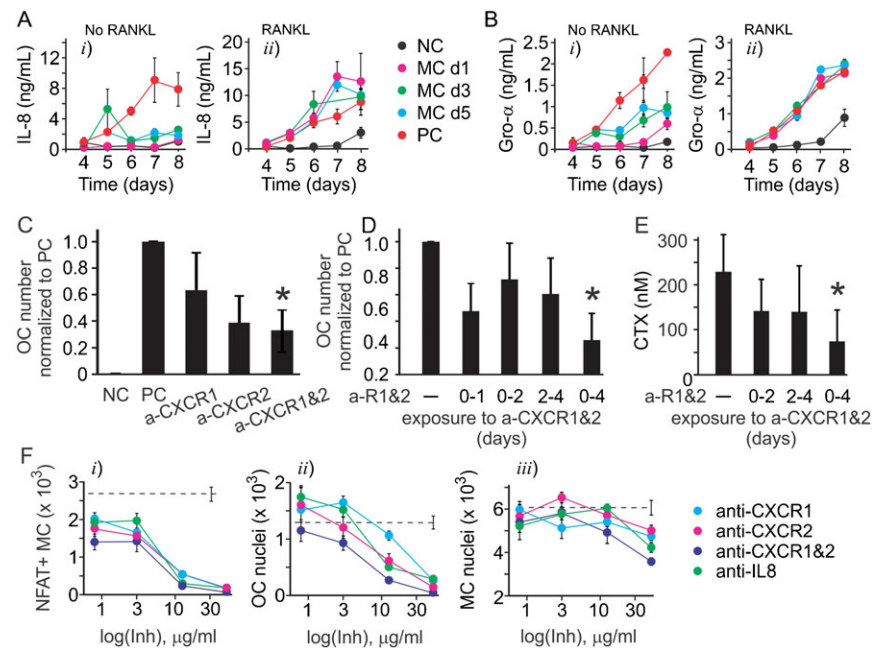 A
No RANKL
i)
IL-8 (ng/mL)
15
10
5
0
4 5 6 7 8
Time (days)
RANKL
ii)
IL-8 (ng/mL)
20
15
10
5
0
4 5 6 7 8
Time (days)
NC
MC d1
MC d3
MC d5
PC
B
No RANKL
i)
Gro-α (ng/mL)
2.5
2
1.5
1
0.5
0
4 5 6 7 8
Time (days)
RANKL
ii)
Gro-α (ng/mL)
3
2
1
0
4 5 6 7 8
Time (days)
C
OC number
normalized to PC
1.0
0.8
0.6
0.4
0.2
0
*
NC PC a-CXCR1 a-CXCR2 a-CXCR1&2
D
OC number
normalized to PC
1.0
0.8
0.6
0.4
0.2
*
a-R1&2 – 0-1 0-2 2-4 0-4
exposure to a-CXCR1&2
(days)
E
CTX (nM)
300
200
100
0
*
a-R1&2 – 0-2 2-4 0-4
exposure to a-CXCR1&2
(days)
F
i)
NFAT+ MC (x 10³)
3
2
1
0
1 3 10 30
log(Inh), μg/ml
ii)
OC nuclei (x 10³)
2
1.5
1
0.5
0
1 3 10 30
log(Inh), μg/ml
iii)
MC nuclei (x 10³)
6
4
2
1 3 10 30
log(Inh), μg/ml
anti-CXCR1
anti-CXCR2
anti-CXCR1&2
anti-IL8